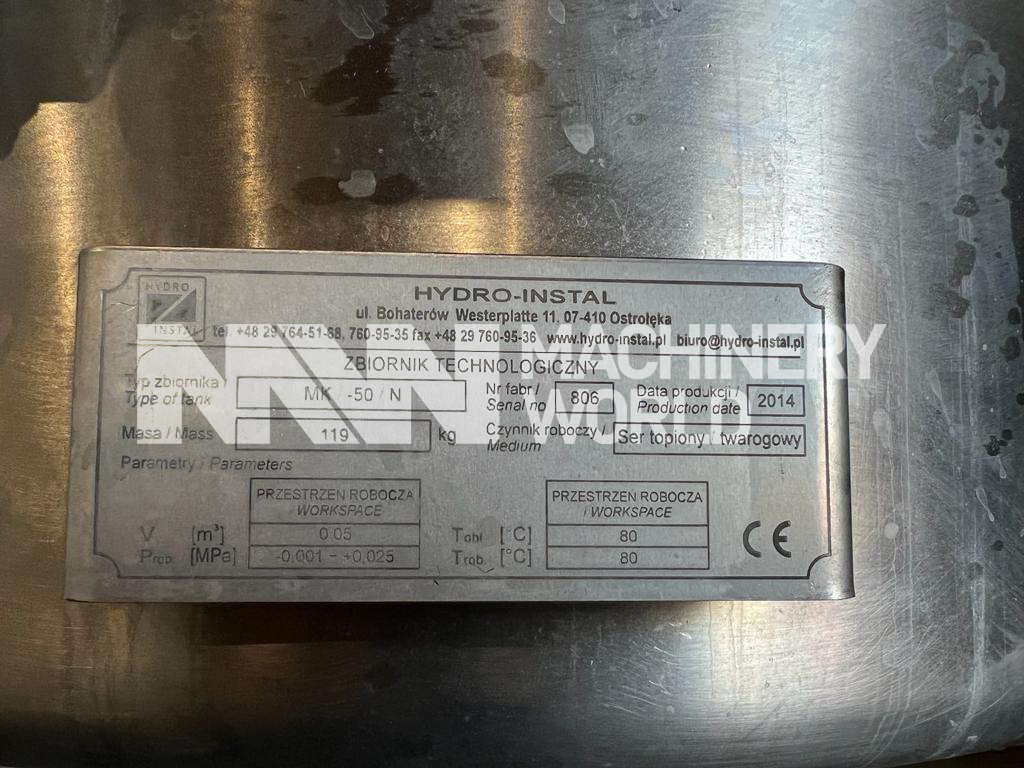 HYDRO
INSTAL
HYDRO-INSTAL
ul. Bohaterów Westerplatte 11, 07-410 Ostrołęka
tel. +48 29 764-51-68, 760-95-35 fax +48 29 760-95-36 www.hydro-instal.pl biuro@hydro-instal.pl
ZBIORNIK TECHNOLOGICZNY
Typ zbiornika / Type of tank MK -50 / N Nr fabr / Serial no 806 Data produkcji / Production date 2014
Masa / Mass 119 kg Czynnik roboczy / Medium Ser topiony / twarogowy
Parametry / Parameters
PRZESTRZEŃ ROBOCZA PRZESTRZEŃ ROBOCZA
WORKSPACE / WORKSPACE
V [m³] 0.05 Tobl [°C] 80
Prob. [MPa] -0,001 ÷ +0,025 Trob. [°C] 80
CE
MW MACHINERY
WORLD